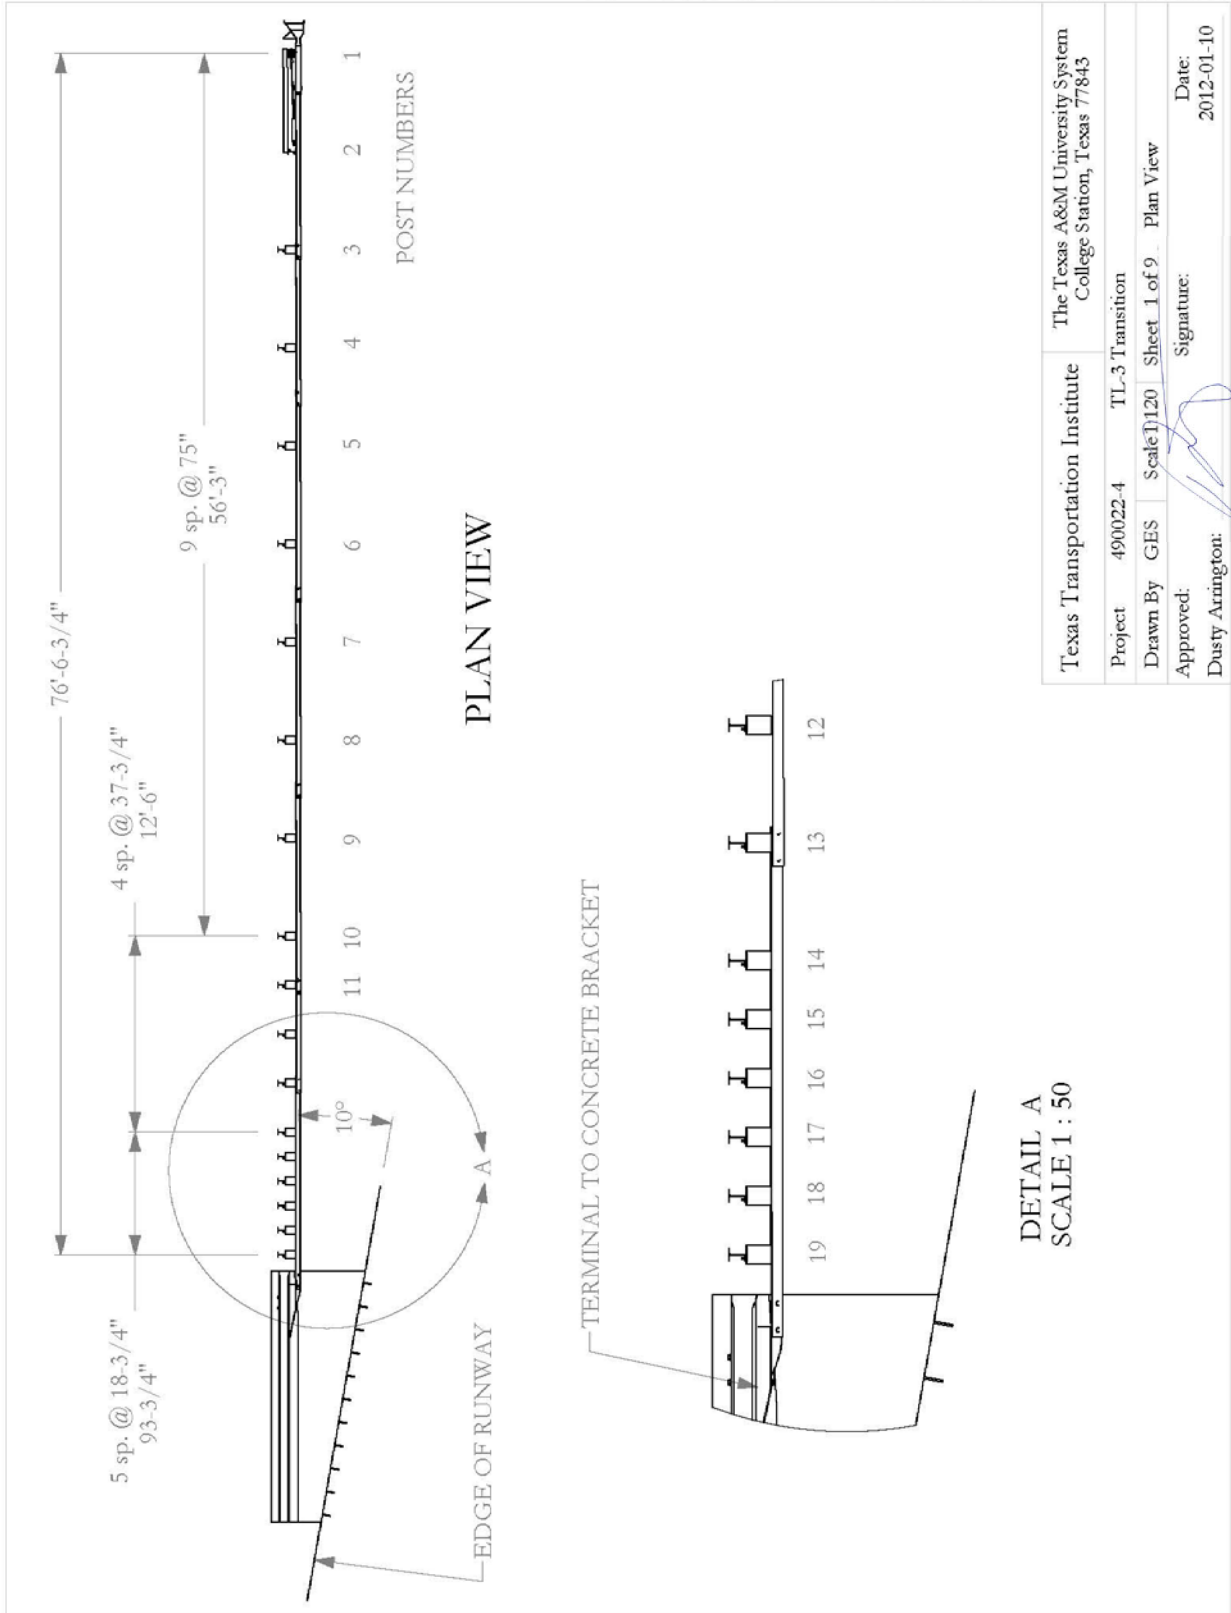 76'-6-3/4"
4 sp. @ 37-3/4"
12'-6"
5 sp. @ 18-3/4"
93-3/4"
9 sp. @ 75"
56'-3"
10°
A
EDGE OF RUNWAY
11
10
9
8
7
6
5
4
3
2
1
POST NUMBERS
PLAN VIEW
TERMINAL TO CONCRETE BRACKET
19
18
17
16
15
14
13
12
DETAIL A
SCALE 1 : 50
Texas Transportation Institute
The Texas A&M University System
College Station, Texas 77843
Project 490022-4 TL-3 Transition
Drawn By GES Scale 1:120 Sheet 1 of 9 Plan View
Approved: Signature: Date:
Dusty Arrington: 2012-01-10